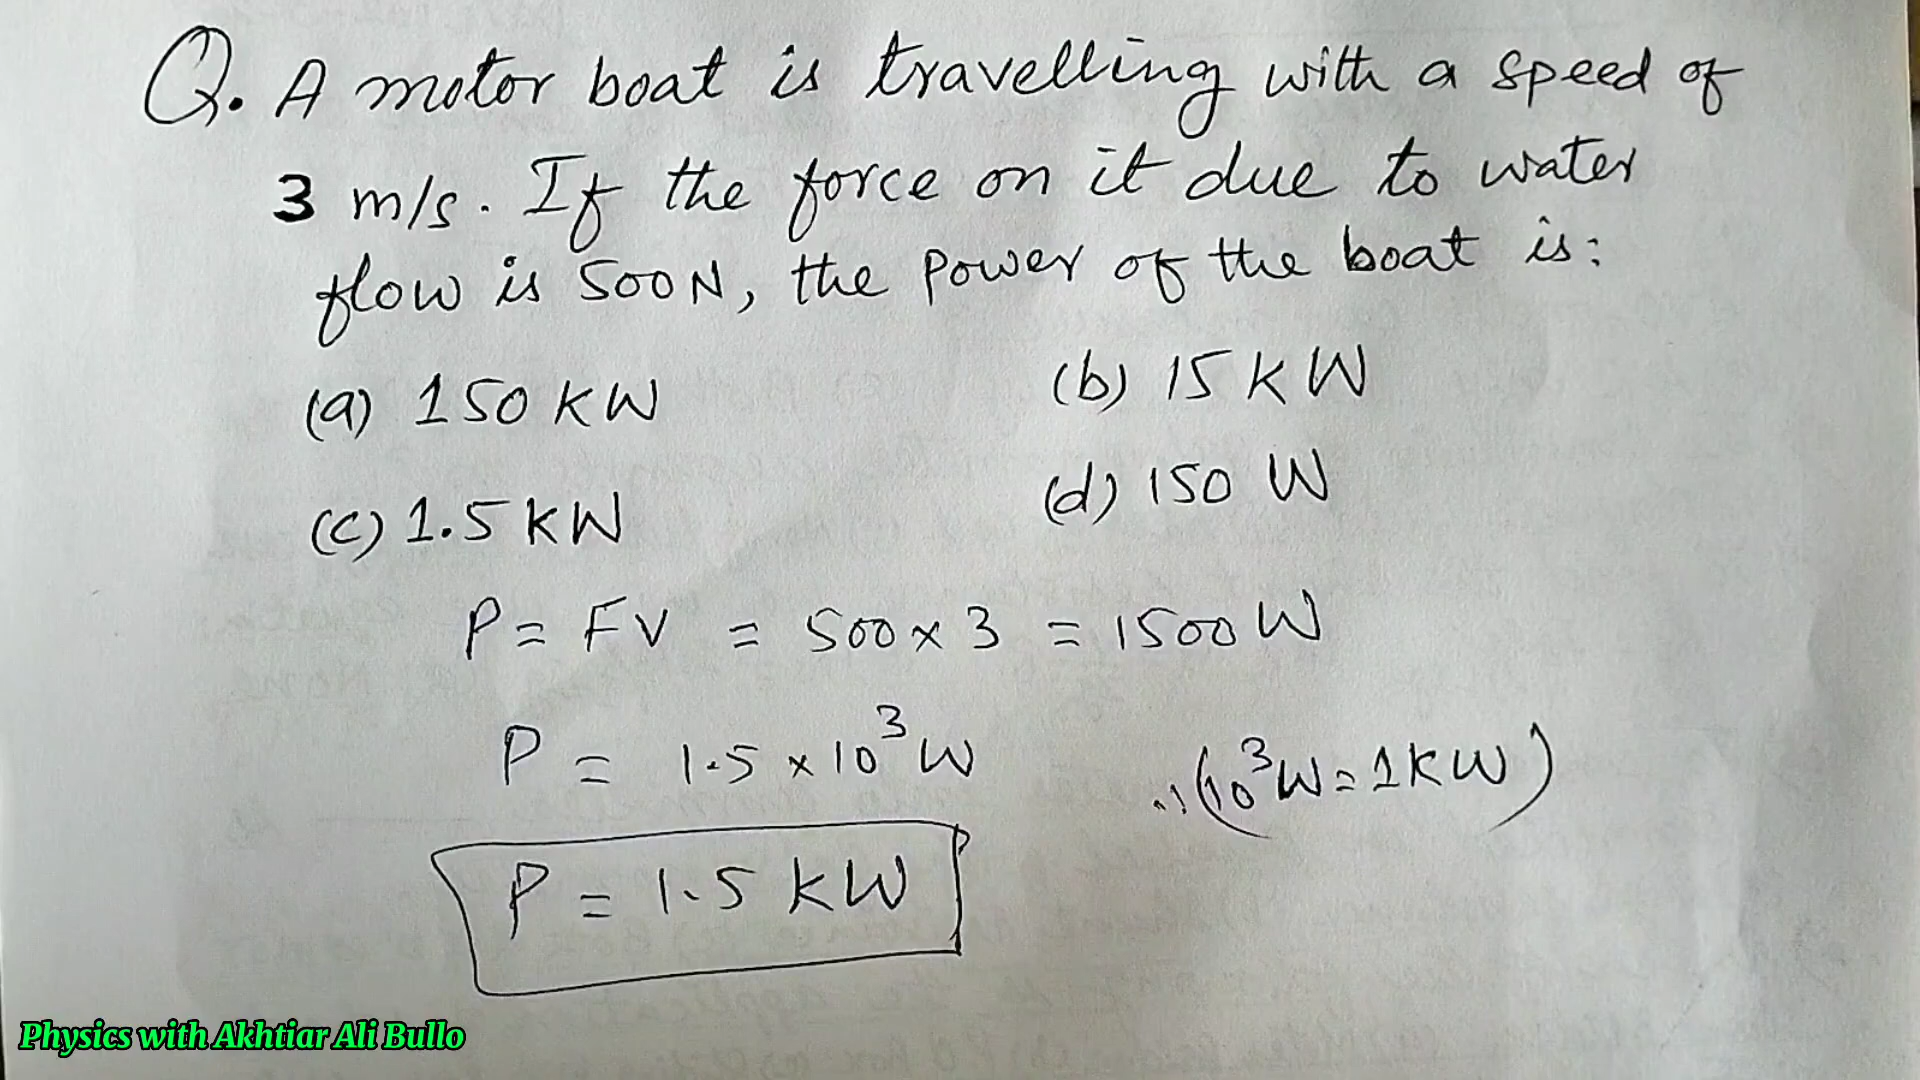 Q. A motor boat is travelling with a speed of
3 m/s. If the force on it due to water
flow is 500N, the power of the boat is:
(a) 150 kW (b) 15 kW
(c) 1.5 kW (d) 150 W
P = FV = 500 × 3 = 1500 W
P = 1.5 × 10³ W ∵ (10³W = 1kW)
P = 1.5 kW
Physics with Akhtiar Ali Bullo